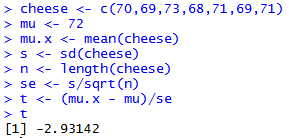 > cheese <- c(70,69,73,68,71,69,71)
> mu <- 72
> mu.x <- mean(cheese)
> s <- sd(cheese)
> n <- length(cheese)
> se <- s/sqrt(n)
> t <- (mu.x - mu)/se
> t
[1] -2.93142